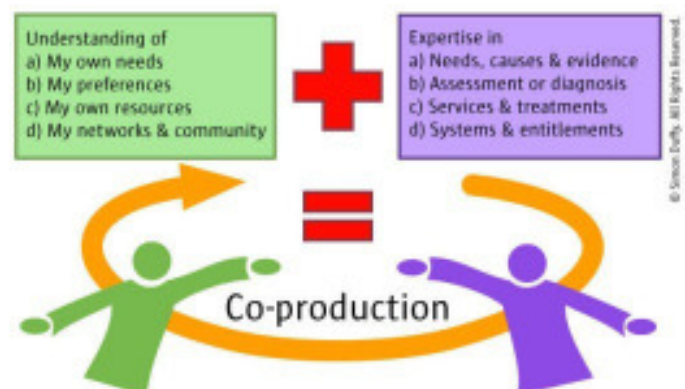 Understanding of
a) My own needs
b) My preferences
c) My own resources
d) My networks & community
Expertise in
a) Needs, causes & evidence
b) Assessment or diagnosis
c) Services & treatments
d) Systems & entitlements
© Simon Duffy. All Rights Reserved.
Co-production